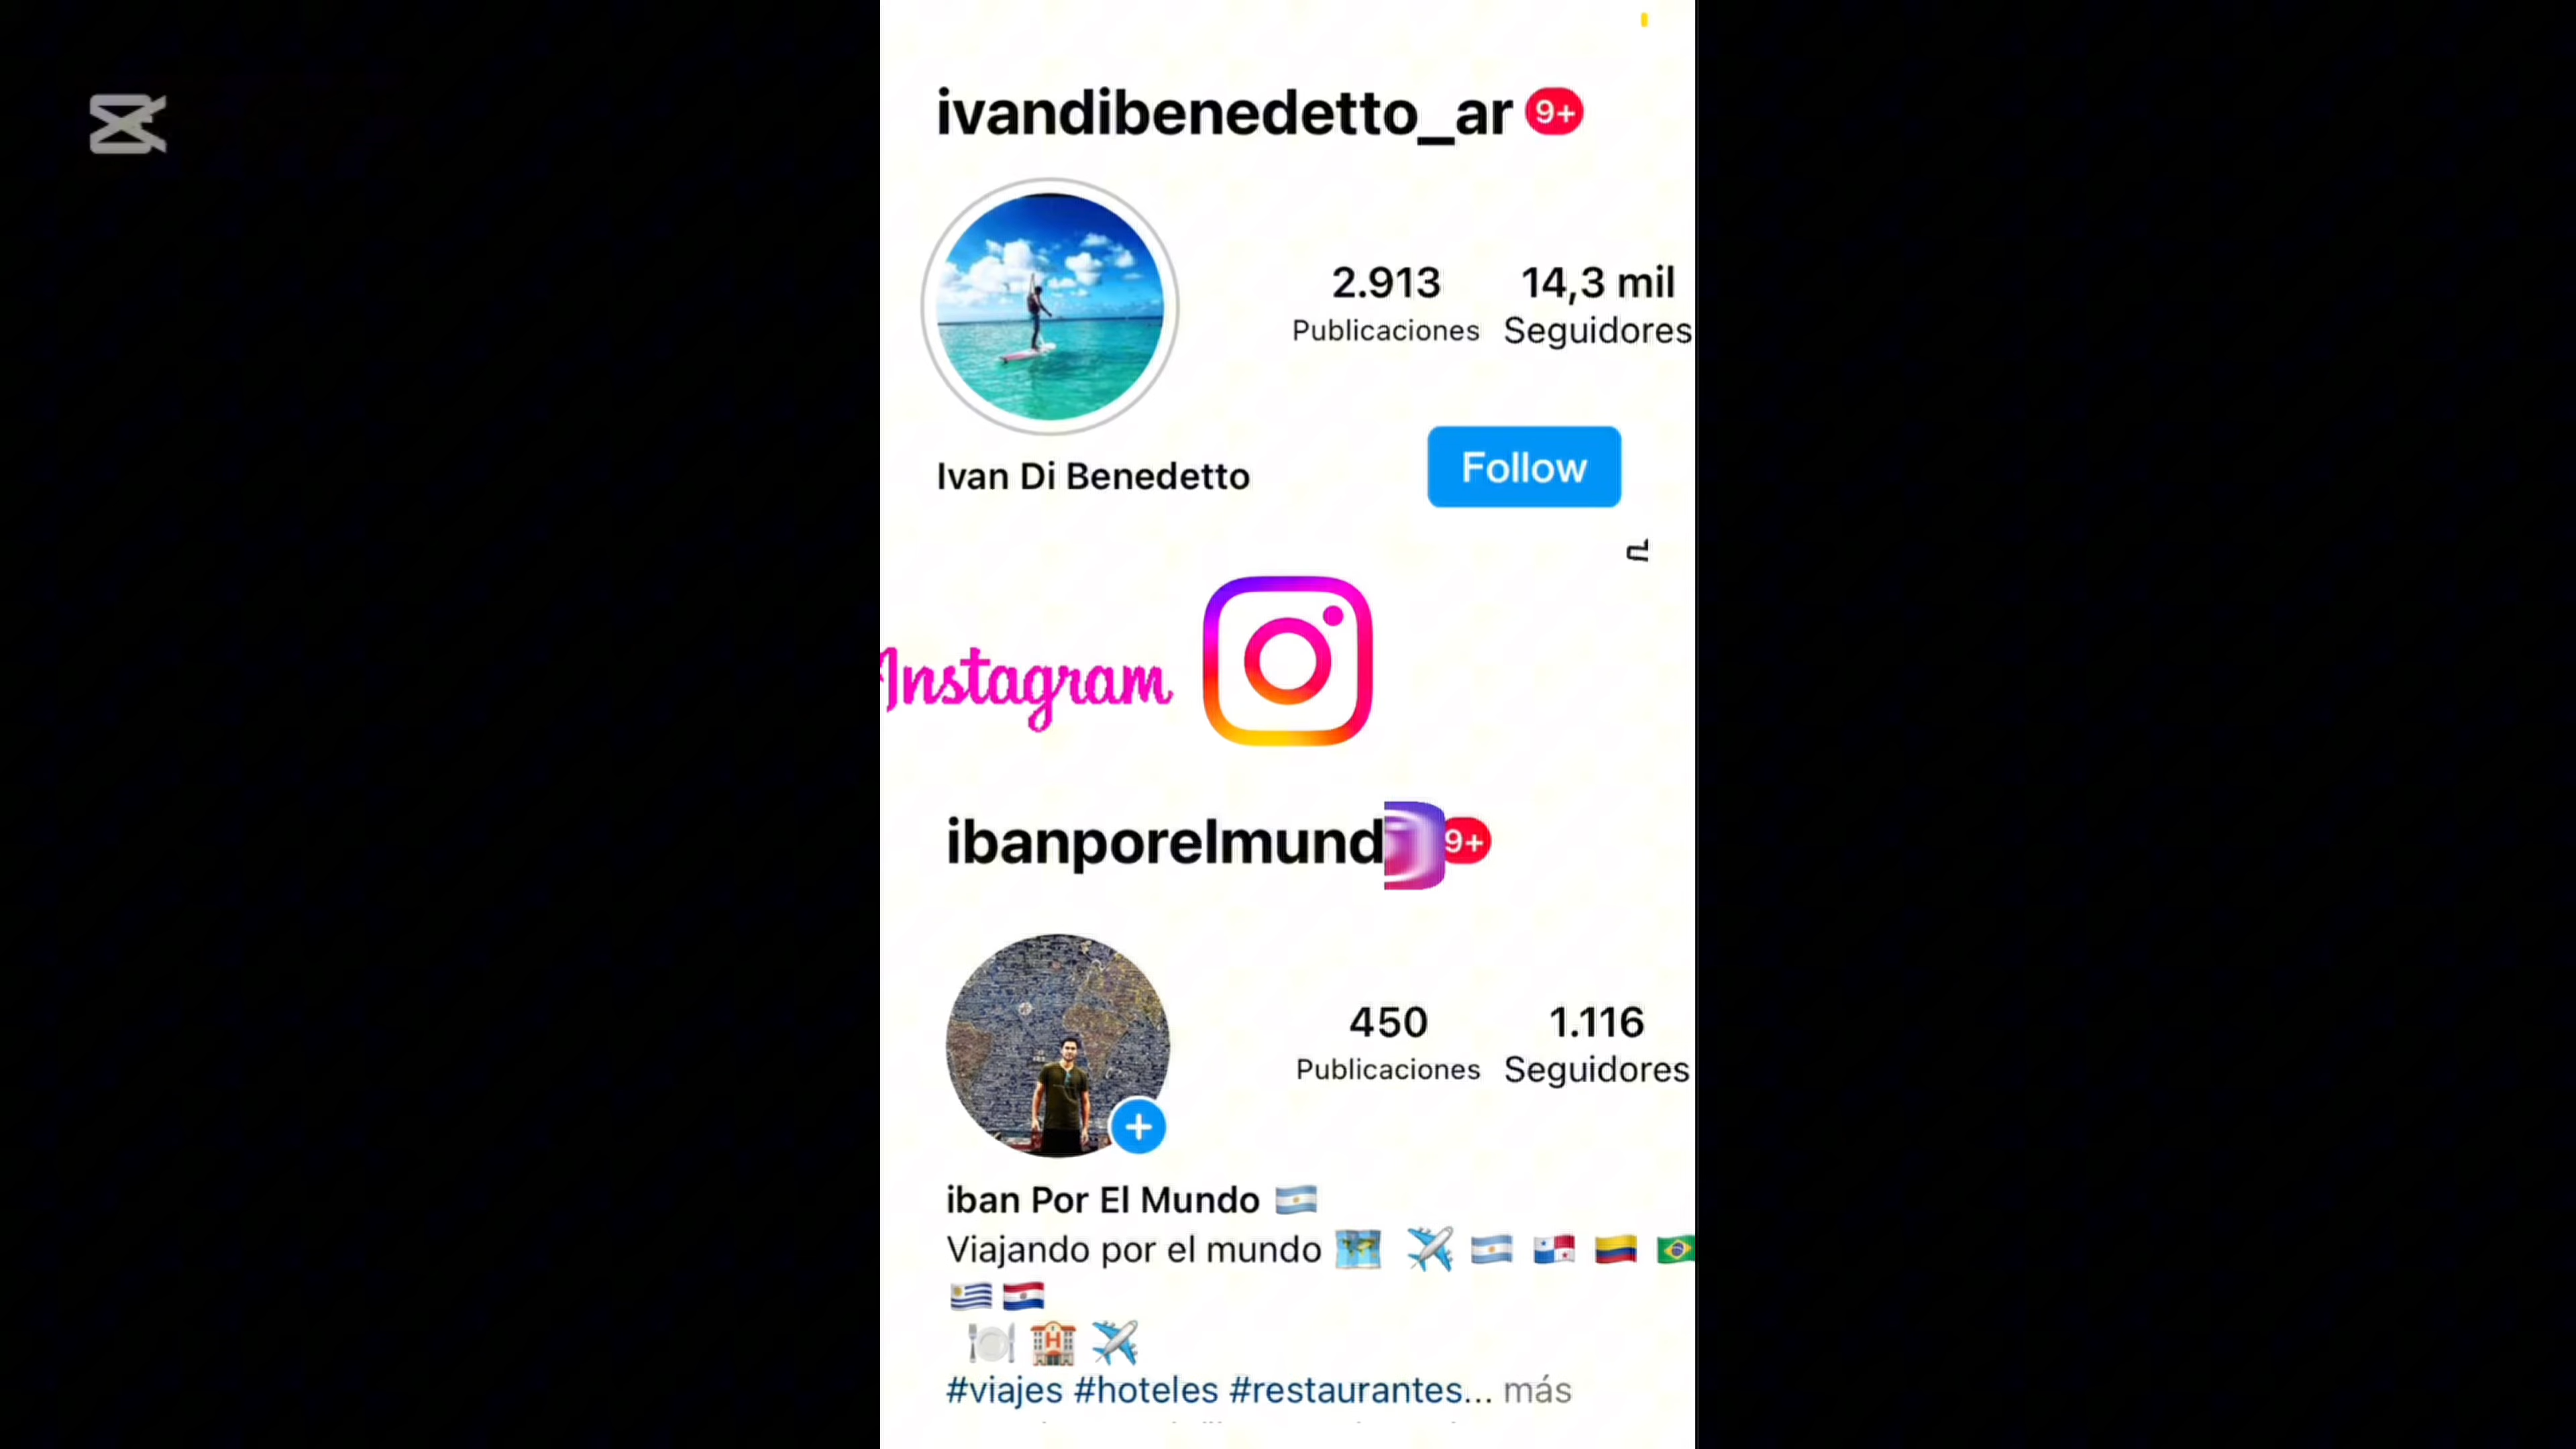 ivandibenedetto_ar 9+
2.913 14,3 mil
Publicaciones Seguidores
Ivan Di Benedetto
Follow
Instagram
ibanporelmund 9+
450 1.116
Publicaciones Seguidores
iban Por El Mundo
Viajando por el mundo
#viajes #hoteles #restaurantes... más